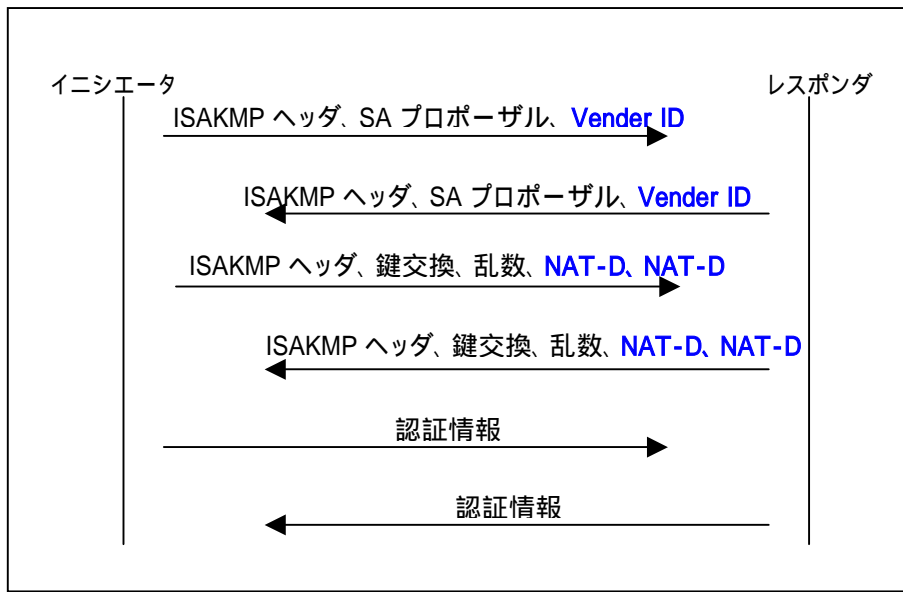 イニシエータ
レスポンダ
ISAKMP ヘッダ、SA プロポーザル、Vender ID
ISAKMP ヘッダ、SA プロポーザル、Vender ID
ISAKMP ヘッダ、鍵交換、乱数、NAT-D、NAT-D
ISAKMP ヘッダ、鍵交換、乱数、NAT-D、NAT-D
認証情報
認証情報